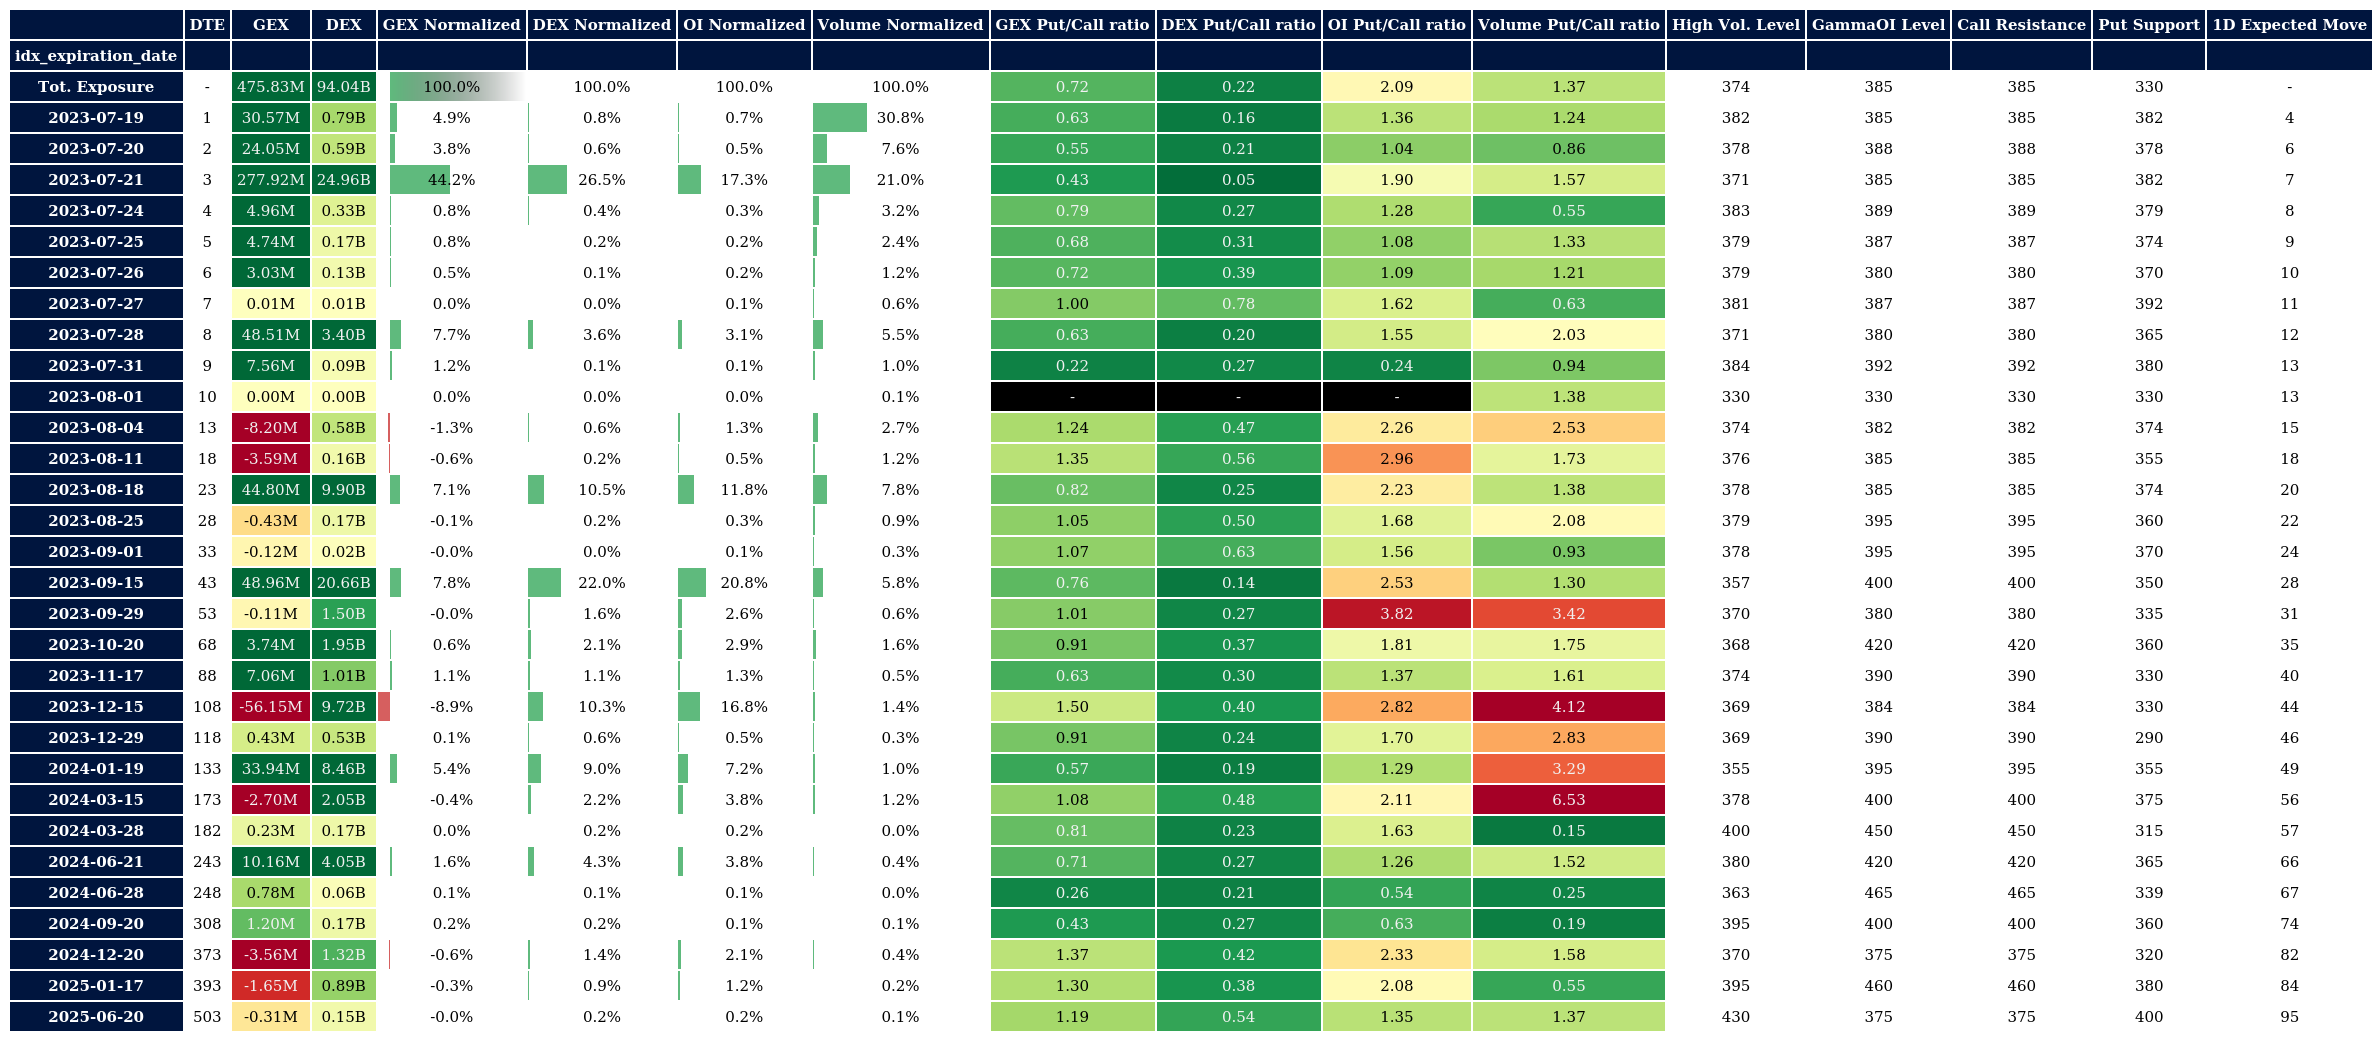 DTE GEX DEX GEX Normalized DEX Normalized OI Normalized Volume Normalized GEX Put/Call ratio DEX Put/Call ratio OI Put/Call ratio Volume Put/Call ratio High Vol. Level GammaOI Level Call Resistance Put Support 1D Expected Move
idx_expiration_date
Tot. Exposure - 475.83M 94.04B 100.0% 100.0% 100.0% 100.0% 0.72 0.22 2.09 1.37 374 385 385 330 -
2023-07-19 1 30.57M 0.79B 4.9% 0.8% 0.7% 30.8% 0.63 0.16 1.36 1.24 382 385 385 382 4
2023-07-20 2 24.05M 0.59B 3.8% 0.6% 0.5% 7.6% 0.55 0.21 1.04 0.86 378 388 388 378 6
2023-07-21 3 277.92M 24.96B 44.2% 26.5% 17.3% 21.0% 0.43 0.05 1.90 1.57 371 385 385 382 7
2023-07-24 4 4.96M 0.33B 0.8% 0.4% 0.3% 3.2% 0.79 0.27 1.28 0.55 383 389 389 379 8
2023-07-25 5 4.74M 0.17B 0.8% 0.2% 0.2% 2.4% 0.68 0.31 1.08 1.33 379 387 387 374 9
2023-07-26 6 3.03M 0.13B 0.5% 0.1% 0.2% 1.2% 0.72 0.39 1.09 1.21 379 380 380 370 10
2023-07-27 7 0.01M 0.01B 0.0% 0.0% 0.1% 0.6% 1.00 0.78 1.62 0.63 381 387 387 392 11
2023-07-28 8 48.51M 3.40B 7.7% 3.6% 3.1% 5.5% 0.63 0.20 1.55 2.03 371 380 380 365 12
2023-07-31 9 7.56M 0.09B 1.2% 0.1% 0.1% 1.0% 0.22 0.27 0.24 0.94 384 392 392 380 13
2023-08-01 10 0.00M 0.00B 0.0% 0.0% 0.0% 0.1% - - - 1.38 330 330 330 330 13
2023-08-04 13 -8.20M 0.58B -1.3% 0.6% 1.3% 2.7% 1.24 0.47 2.26 2.53 374 382 382 374 15
2023-08-11 18 -3.59M 0.16B -0.6% 0.2% 0.5% 1.2% 1.35 0.56 2.96 1.73 376 385 385 355 18
2023-08-18 23 44.80M 9.90B 7.1% 10.5% 11.8% 7.8% 0.82 0.25 2.23 1.38 378 385 385 374 20
2023-08-25 28 -0.43M 0.17B -0.1% 0.2% 0.3% 0.9% 1.05 0.50 1.68 2.08 379 395 395 360 22
2023-09-01 33 -0.12M 0.02B -0.0% 0.0% 0.1% 0.3% 1.07 0.63 1.56 0.93 378 395 395 370 24
2023-09-15 43 48.96M 20.66B 7.8% 22.0% 20.8% 5.8% 0.76 0.14 2.53 1.30 357 400 400 350 28
2023-09-29 53 -0.11M 1.50B -0.0% 1.6% 2.6% 0.6% 1.01 0.27 3.82 3.42 370 380 380 335 31
2023-10-20 68 3.74M 1.95B 0.6% 2.1% 2.9% 1.6% 0.91 0.37 1.81 1.75 368 420 420 360 35
2023-11-17 88 7.06M 1.01B 1.1% 1.1% 1.3% 0.5% 0.63 0.30 1.37 1.61 374 390 390 330 40
2023-12-15 108 -56.15M 9.72B -8.9% 10.3% 16.8% 1.4% 1.50 0.40 2.82 4.12 369 384 384 330 44
2023-12-29 118 0.43M 0.53B 0.1% 0.6% 0.5% 0.3% 0.91 0.24 1.70 2.83 369 390 390 290 46
2024-01-19 133 33.94M 8.46B 5.4% 9.0% 7.2% 1.0% 0.57 0.19 1.29 3.29 355 395 395 355 49
2024-03-15 173 -2.70M 2.05B -0.4% 2.2% 3.8% 1.2% 1.08 0.48 2.11 6.53 378 400 400 375 56
2024-03-28 182 0.23M 0.17B 0.0% 0.2% 0.2% 0.0% 0.81 0.23 1.63 0.15 400 450 450 315 57
2024-06-21 243 10.16M 4.05B 1.6% 4.3% 3.8% 0.4% 0.71 0.27 1.26 1.52 380 420 420 365 66
2024-06-28 248 0.78M 0.06B 0.1% 0.1% 0.1% 0.0% 0.26 0.21 0.54 0.25 363 465 465 339 67
2024-09-20 308 1.20M 0.17B 0.2% 0.2% 0.1% 0.1% 0.43 0.27 0.63 0.19 395 400 400 360 74
2024-12-20 373 -3.56M 1.32B -0.6% 1.4% 2.1% 0.4% 1.37 0.42 2.33 1.58 370 375 375 320 82
2025-01-17 393 -1.65M 0.89B -0.3% 0.9% 1.2% 0.2% 1.30 0.38 2.08 0.55 395 460 460 380 84
2025-06-20 503 -0.31M 0.15B -0.0% 0.2% 0.2% 0.1% 1.19 0.54 1.35 1.37 430 375 375 400 95